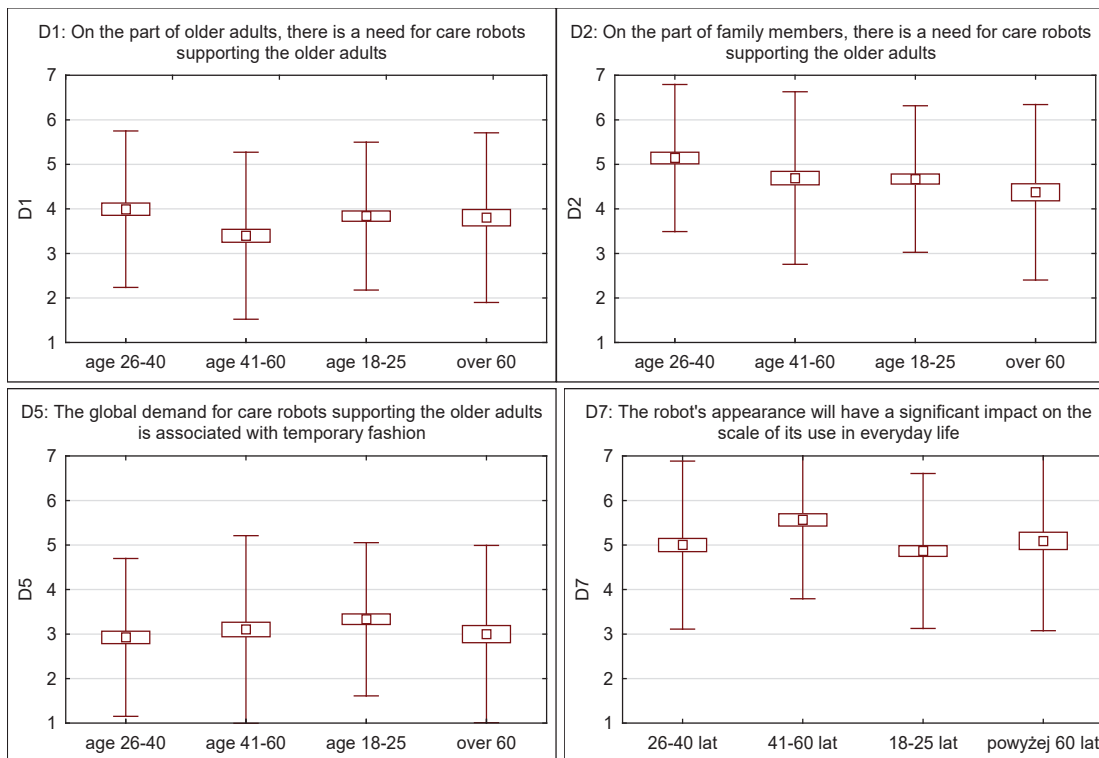 D1: On the part of older adults, there is a need for care robots
supporting the older adults
7
6
5
4
3
2
1
D1
age 26-40 age 41-60 age 18-25 over 60
D2: On the part of family members, there is a need for care robots
supporting the older adults
7
6
5
4
3
2
1
D2
age 26-40 age 41-60 age 18-25 over 60
D5: The global demand for care robots supporting the older adults
is associated with temporary fashion
7
6
5
4
3
2
1
D5
age 26-40 age 41-60 age 18-25 over 60
D7: The robot's appearance will have a significant impact on the
scale of its use in everyday life
7
6
5
4
3
2
1
D7
26-40 lat 41-60 lat 18-25 lat powyżej 60 lat